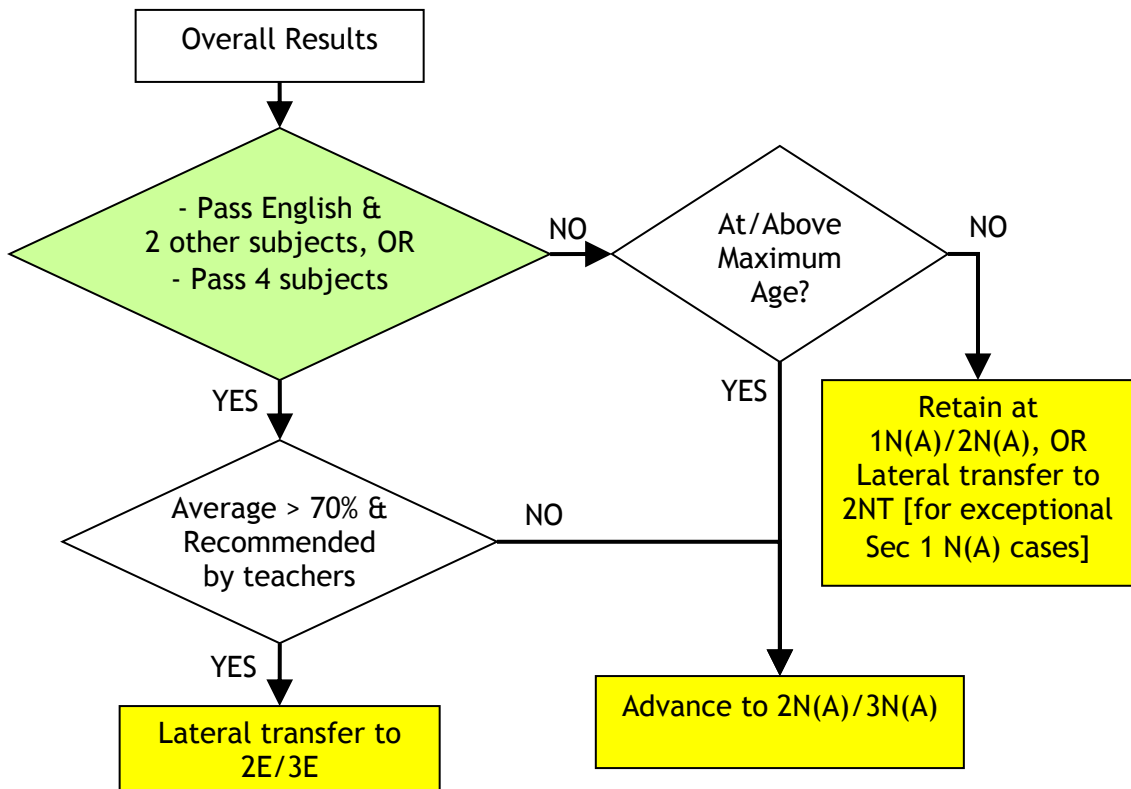 Overall Results
- Pass English &
2 other subjects, OR
- Pass 4 subjects
NO
At/Above
Maximum
Age?
NO
YES
YES
Retain at
1N(A)/2N(A), OR
Lateral transfer to
2NT [for exceptional
Sec 1 N(A) cases]
Average > 70% &
Recommended
by teachers
NO
YES
Advance to 2N(A)/3N(A)
Lateral transfer to
2E/3E